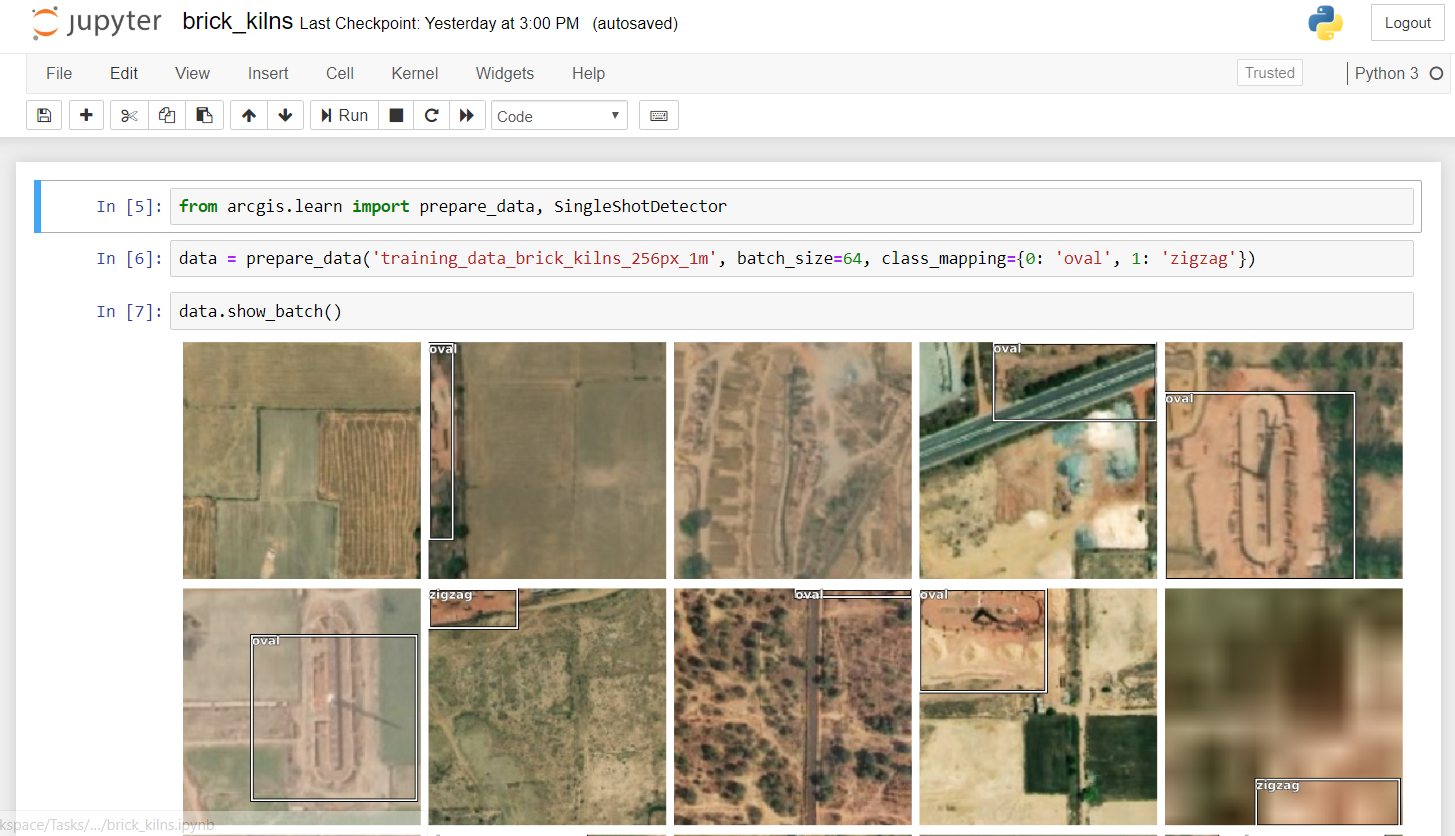 jupyter brick_kilns Last Checkpoint: Yesterday at 3:00 PM (autosaved) Logout
File Edit View Insert Cell Kernel Widgets Help Trusted Python 3
Run Code
In [5]: from arcgis.learn import prepare_data, SingleShotDetector
In [6]: data = prepare_data('training_data_brick_kilns_256px_1m', batch_size=64, class_mapping={0: 'oval', 1: 'zigzag'})
In [7]: data.show_batch()
oval oval
oval
zigzag oval oval
oval
zigzag
kspace/Tasks/.../brick_kilns.ipynb